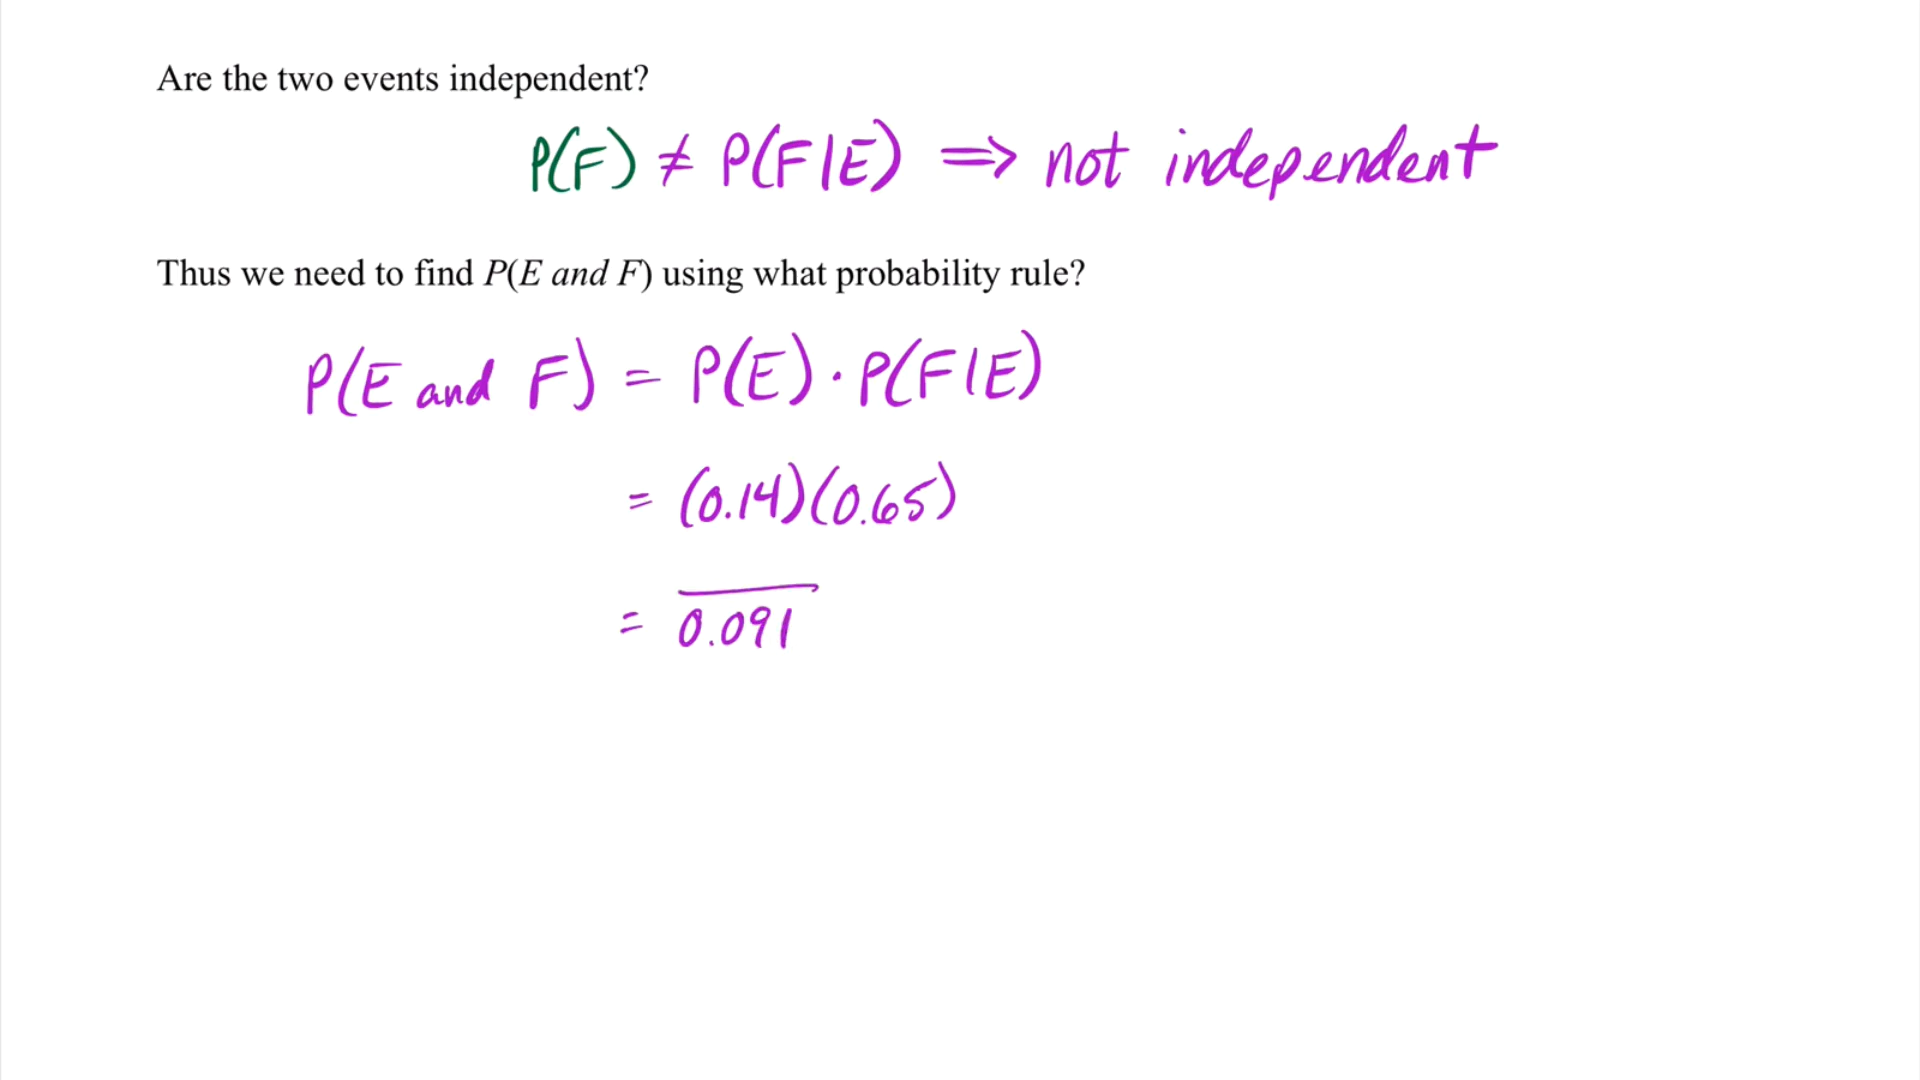 Are the two events independent?
P(F) ≠ P(F|E) ⇒ not independent
Thus we need to find P(E and F) using what probability rule?
P(E and F) = P(E) · P(F|E)
= (0.14)(0.65)
= 0.091